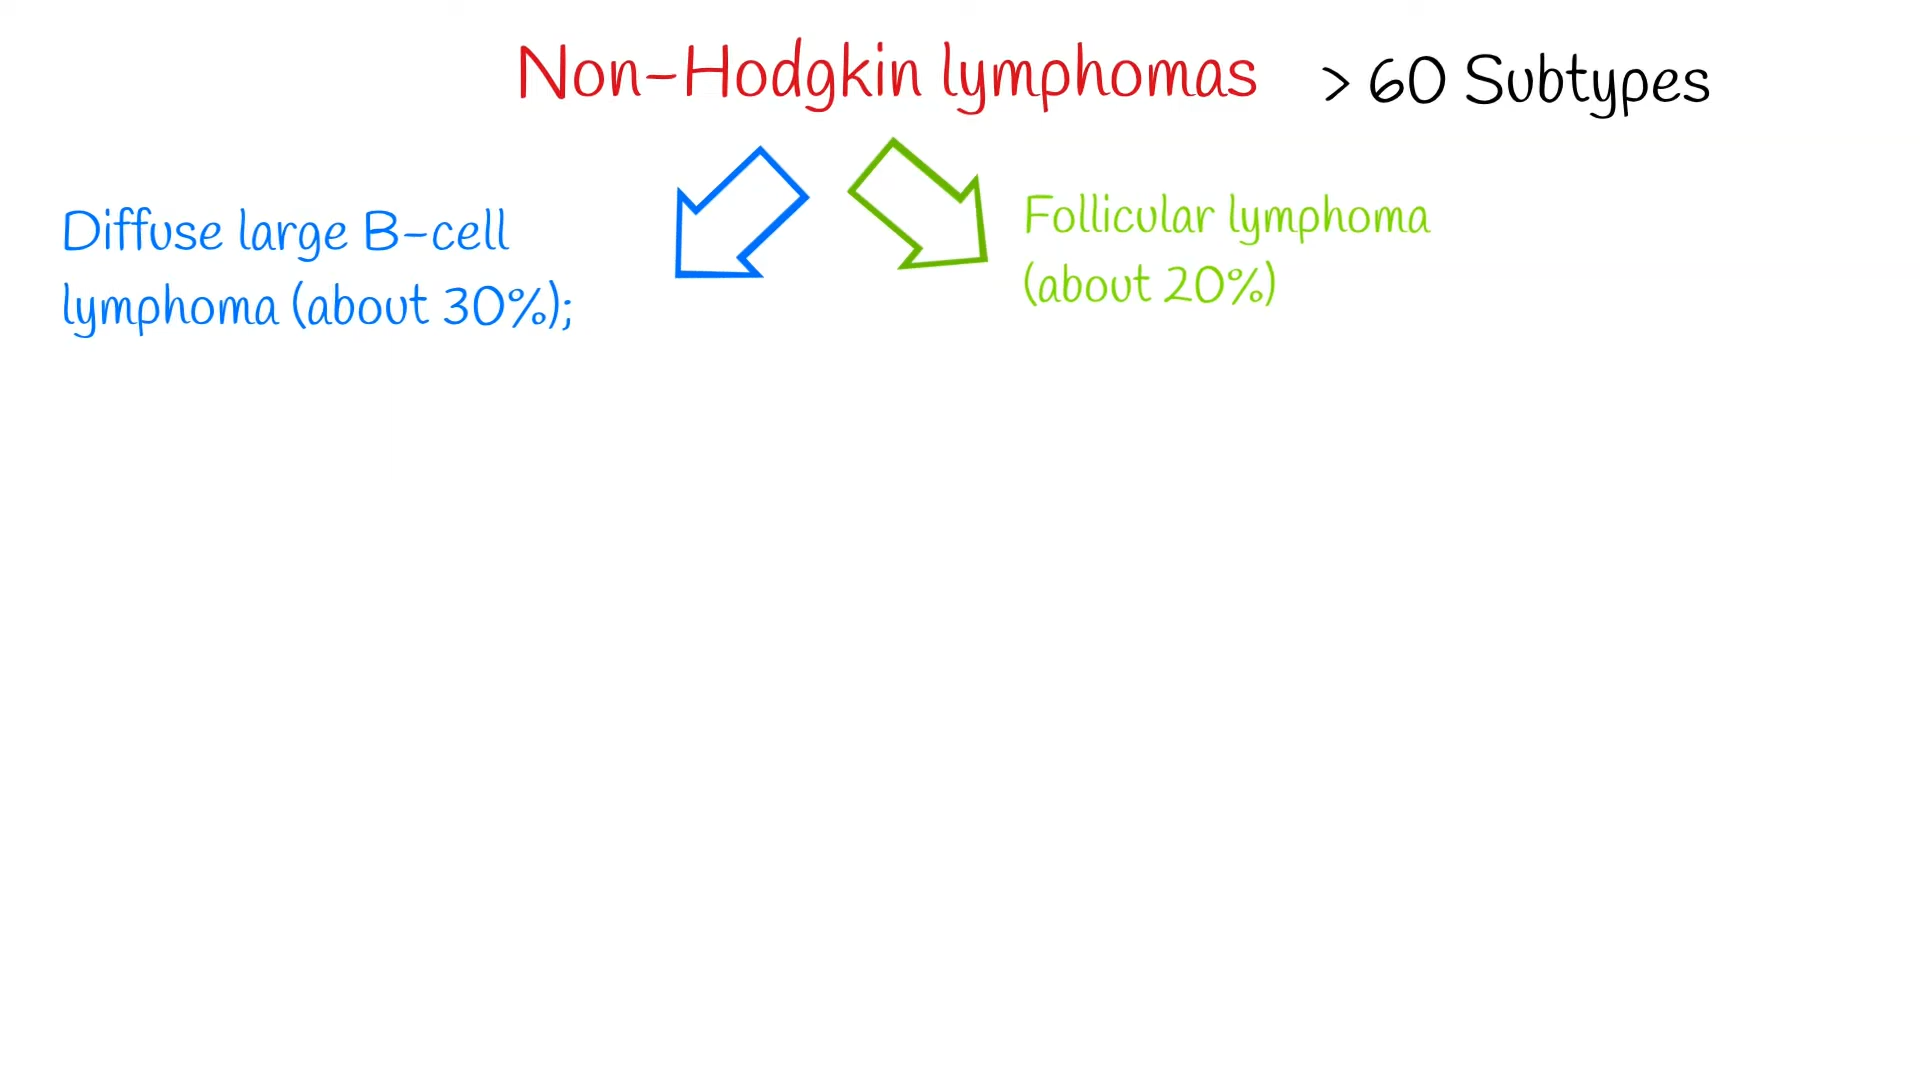 Non-Hodgkin lymphomas > 60 Subtypes
Diffuse large B-cell
lymphoma (about 30%);
Follicular lymphoma
(about 20%)